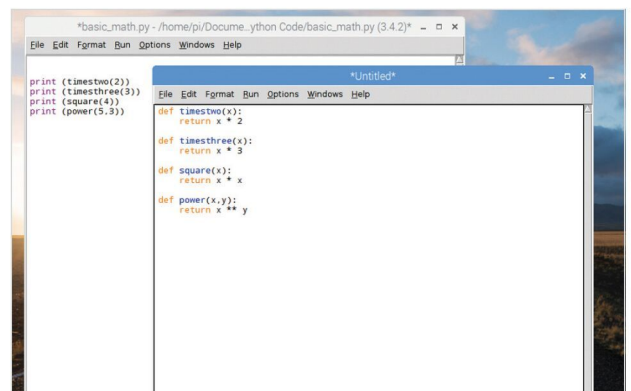 *basic_math.py - /home/pi/Docume...ython Code/basic_math.py (3.4.2)*
File Edit Format Run Options Windows Help
print (timestwo(2))
print (timesthree(3))
print (square(4))
print (power(5,3))
*Untitled*
File Edit Format Run Options Windows Help
def timestwo(x):
    return x * 2
def timesthree(x):
    return x * 3
def square(x):
    return x * x
def power(x,y):
    return x ** y